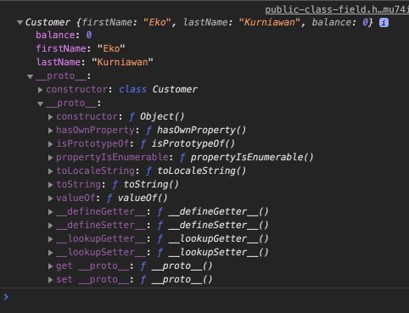 public-class-field.h…mu74i
Customer {firstName: "Eko", lastName: "Kurniawan", balance: 0} i
balance: 0
firstName: "Eko"
lastName: "Kurniawan"
__proto__:
constructor: class Customer
__proto__:
constructor: ƒ Object()
hasOwnProperty: ƒ hasOwnProperty()
isPrototypeOf: ƒ isPrototypeOf()
propertyIsEnumerable: ƒ propertyIsEnumerable()
toLocaleString: ƒ toLocaleString()
toString: ƒ toString()
valueOf: ƒ valueOf()
__defineGetter__: ƒ __defineGetter__()
__defineSetter__: ƒ __defineSetter__()
__lookupGetter__: ƒ __lookupGetter__()
__lookupSetter__: ƒ __lookupSetter__()
get __proto__: ƒ __proto__()
set __proto__: ƒ __proto__()